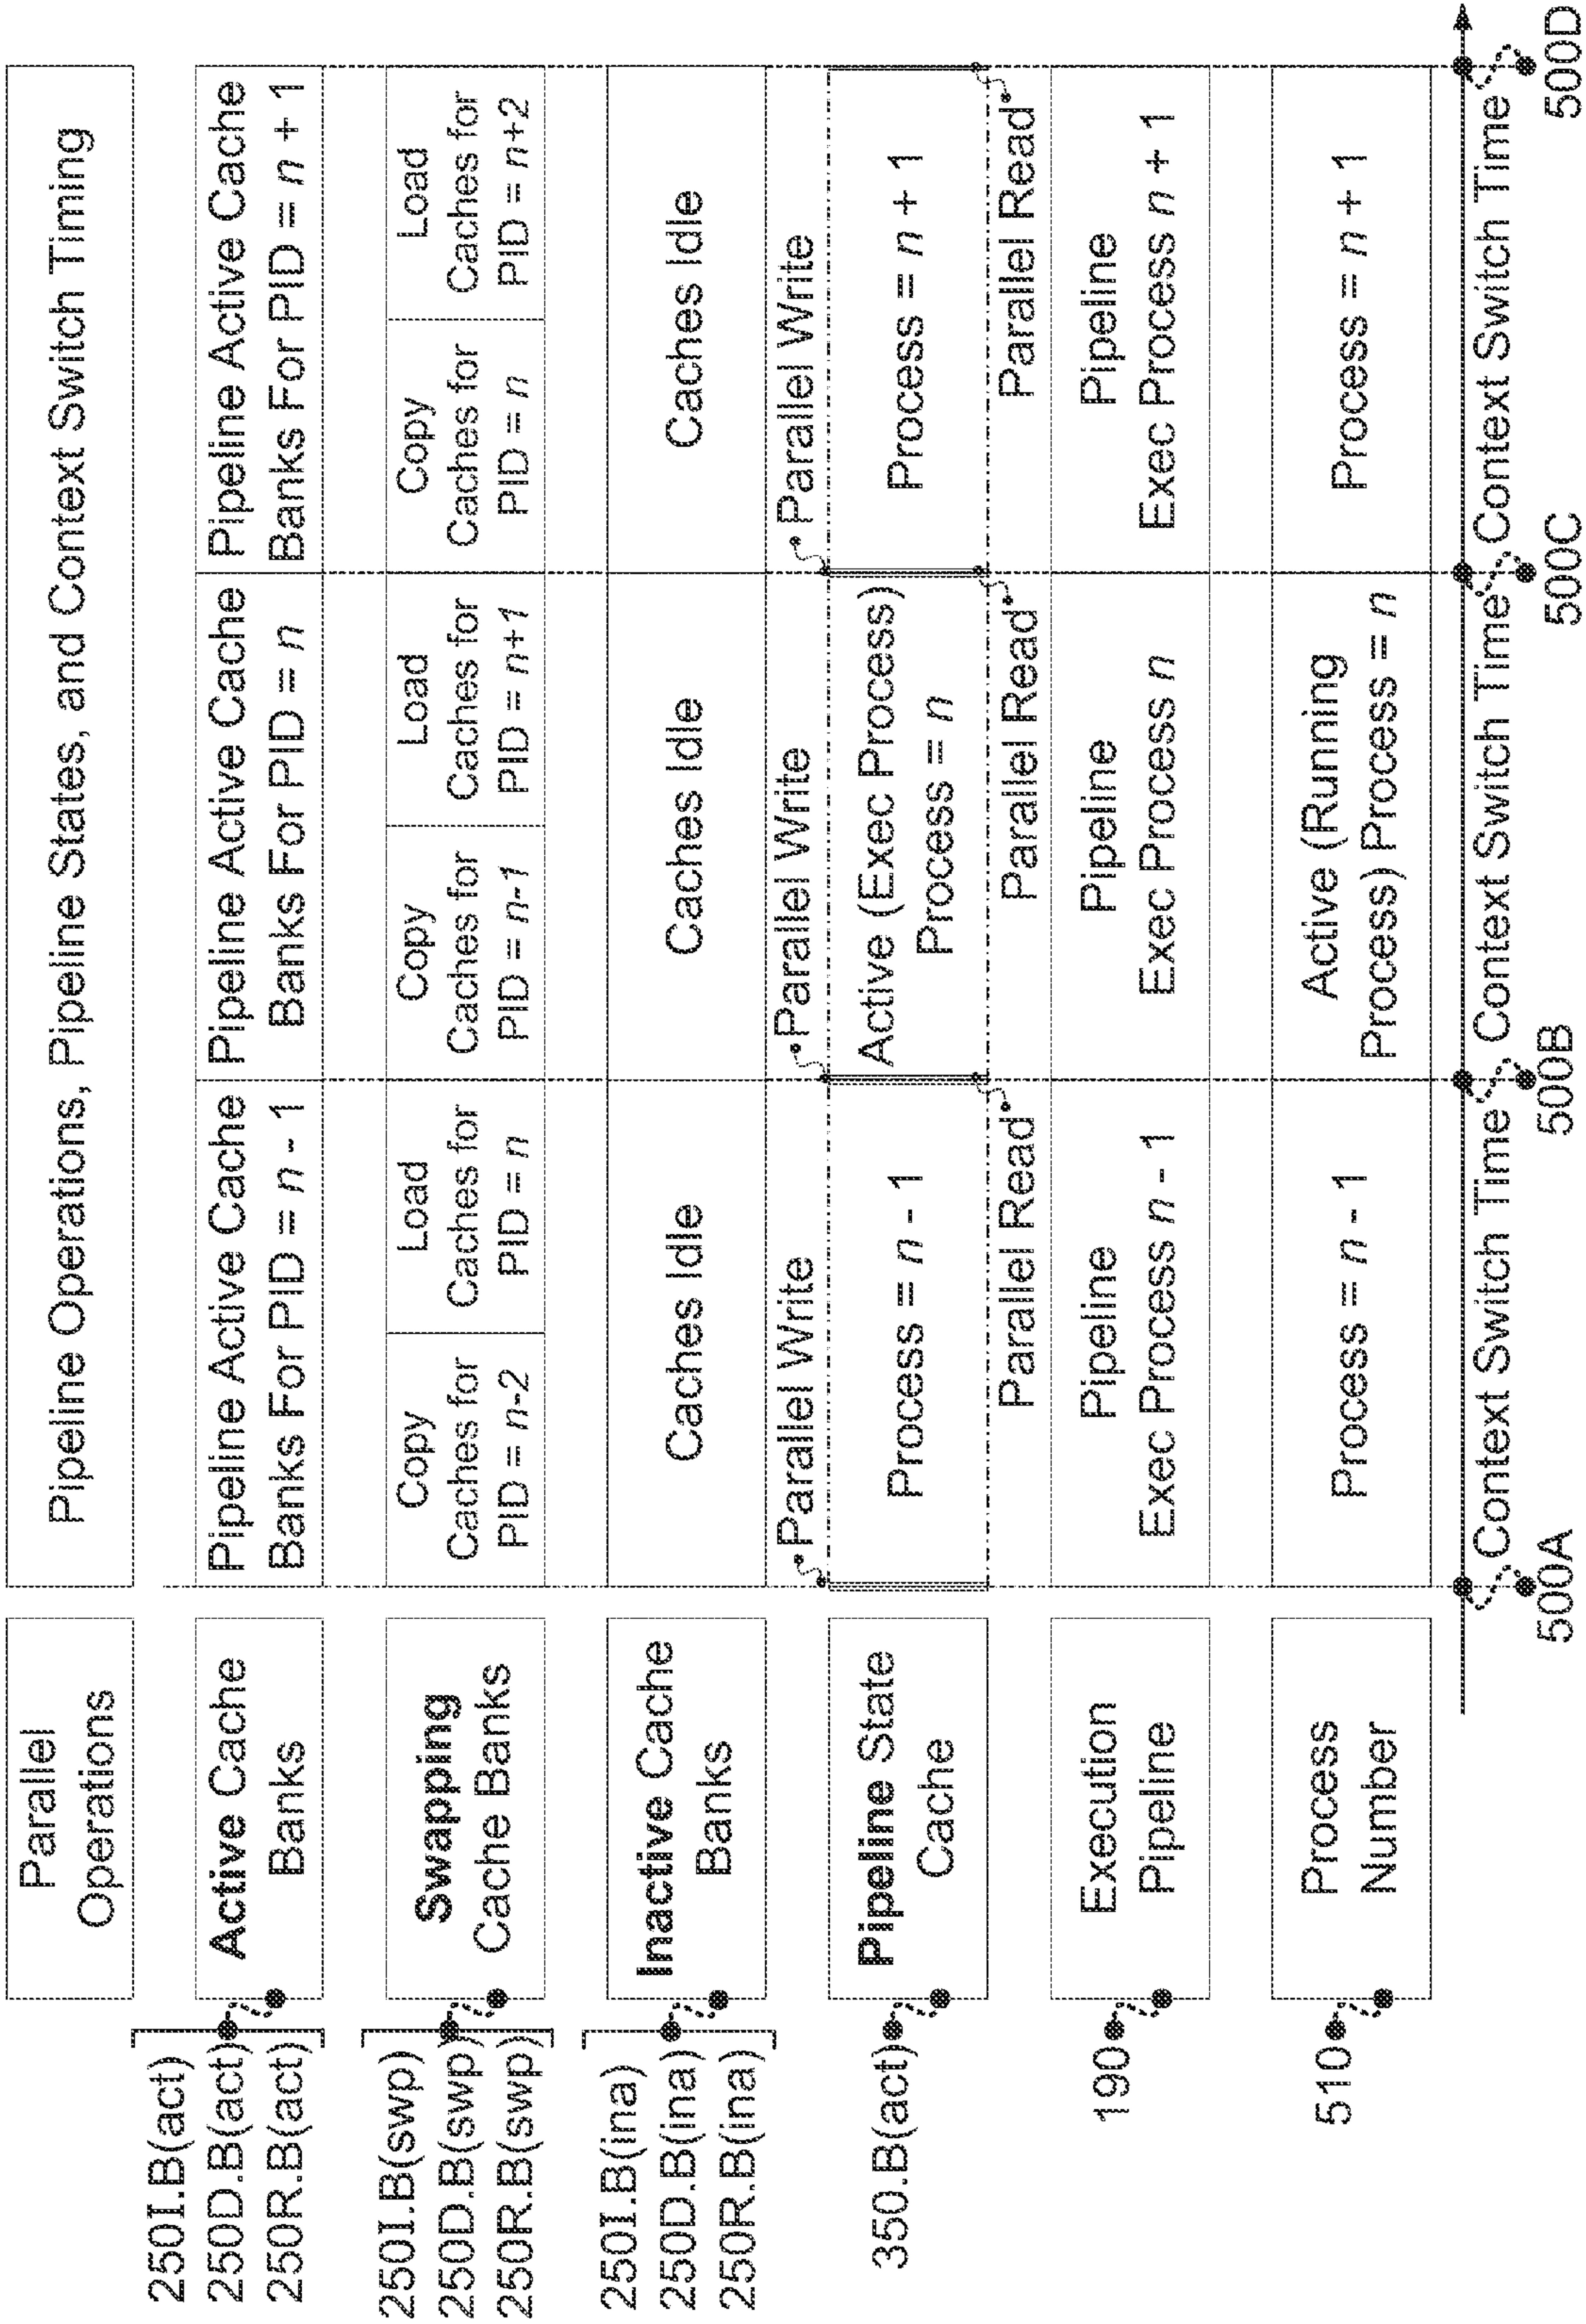 Parallel
Operations
Pipeline Operations, Pipeline States, and Context Switch Timing
250I.B(act)
250D.B(act)
250R.B(act)
Active Cache
Banks
Pipeline Active Cache
Banks For PID = n - 1
Pipeline Active Cache
Banks For PID = n
Pipeline Active Cache
Banks For PID = n + 1
250I.B(swp)
250D.B(swp)
250R.B(swp)
Swapping
Cache Banks
Copy
Caches for
PID = n-2
Load
Caches for
PID = n
Copy
Caches for
PID = n-1
Load
Caches for
PID = n+1
Copy
Caches for
PID = n
Load
Caches for
PID = n+2
250I.B(ina)
250D.B(ina)
250R.B(ina)
Inactive Cache
Banks
Caches Idle
Caches Idle
Caches Idle
Parallel Write
Parallel Write
Parallel Write
350.B(act)
Pipeline State
Cache
Process = n - 1
Active (Exec Process)
Process = n
Process = n + 1
Parallel Read
Parallel Read
Parallel Read
190
Execution
Pipeline
Pipeline
Exec Process n - 1
Pipeline
Exec Process n
Pipeline
Exec Process n + 1
510
Process
Number
Process = n - 1
Active (Running
Process) Process = n
Process = n + 1
Context Switch Time
Context Switch Time
Context Switch Time
500A
500B
500C
500D